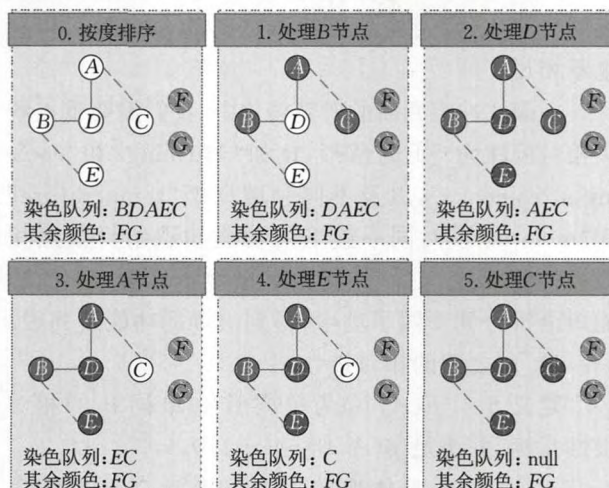 0. 按度排序
A
B
D
C
E
F
G
染色队列: BDAEC
其余颜色: FG
1. 处理B节点
A
B
D
C
E
F
G
染色队列: DAEC
其余颜色: FG
2. 处理D节点
A
B
D
C
E
F
G
染色队列: AEC
其余颜色: FG
3. 处理A节点
A
B
D
C
E
F
G
染色队列:EC
其余颜色:FG
4. 处理E节点
A
B
D
C
E
F
G
染色队列: C
其余颜色: FG
5. 处理C节点
A
B
D
C
E
F
G
染色队列: null
其余颜色: FG